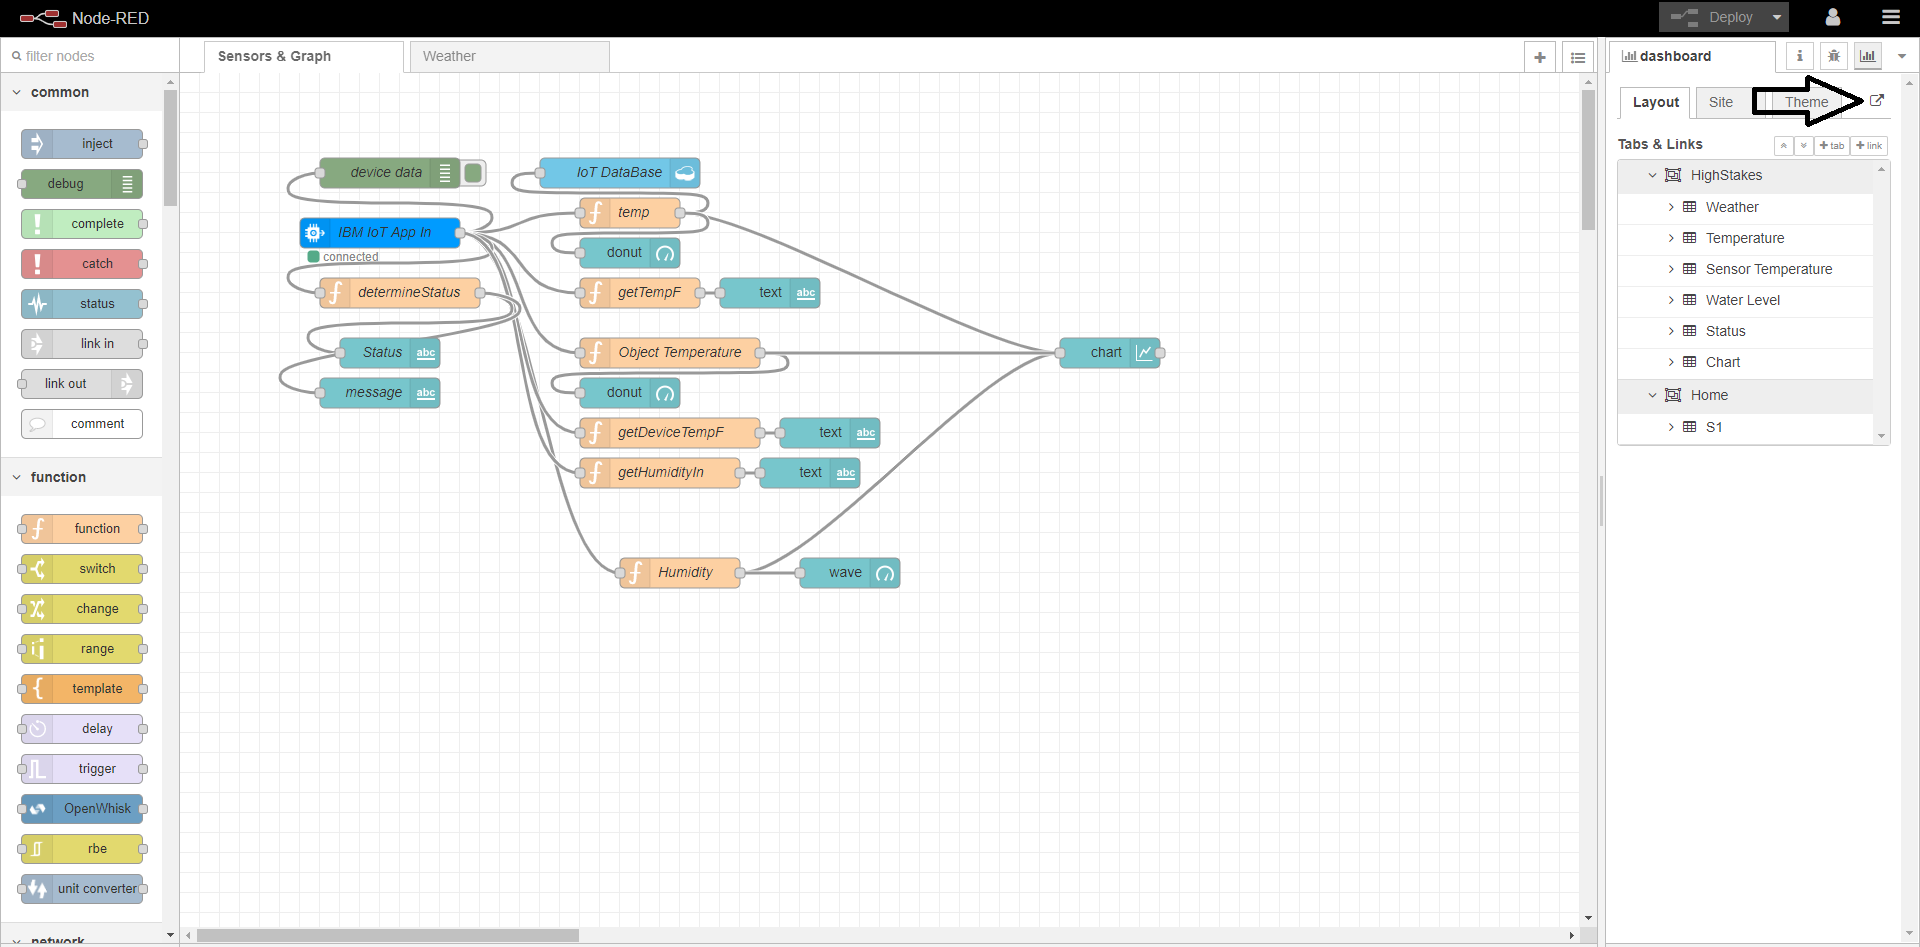 Node-RED
Deploy
filter nodes
common
inject
debug
complete
catch
status
link in
link out
comment
function
function
switch
change
range
template
delay
trigger
OpenWhisk
rbe
unit converter
network
Sensors & Graph
Weather
device data
IoT DataBase
temp
IBM IoT App In
connected
donut
determineStatus
getTempF
text
abc
Status
abc
Object Temperature
chart
message
abc
donut
getDeviceTempF
text
abc
getHumidityIn
text
abc
Humidity
wave
dashboard
i
Layout
Site
Theme
Tabs & Links
tab
link
HighStakes
Weather
Temperature
Sensor Temperature
Water Level
Status
Chart
Home
S1